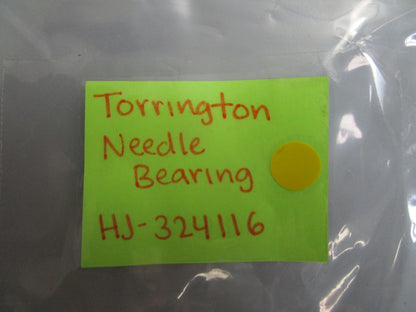 Torrington
Needle
Bearing
HJ-324116